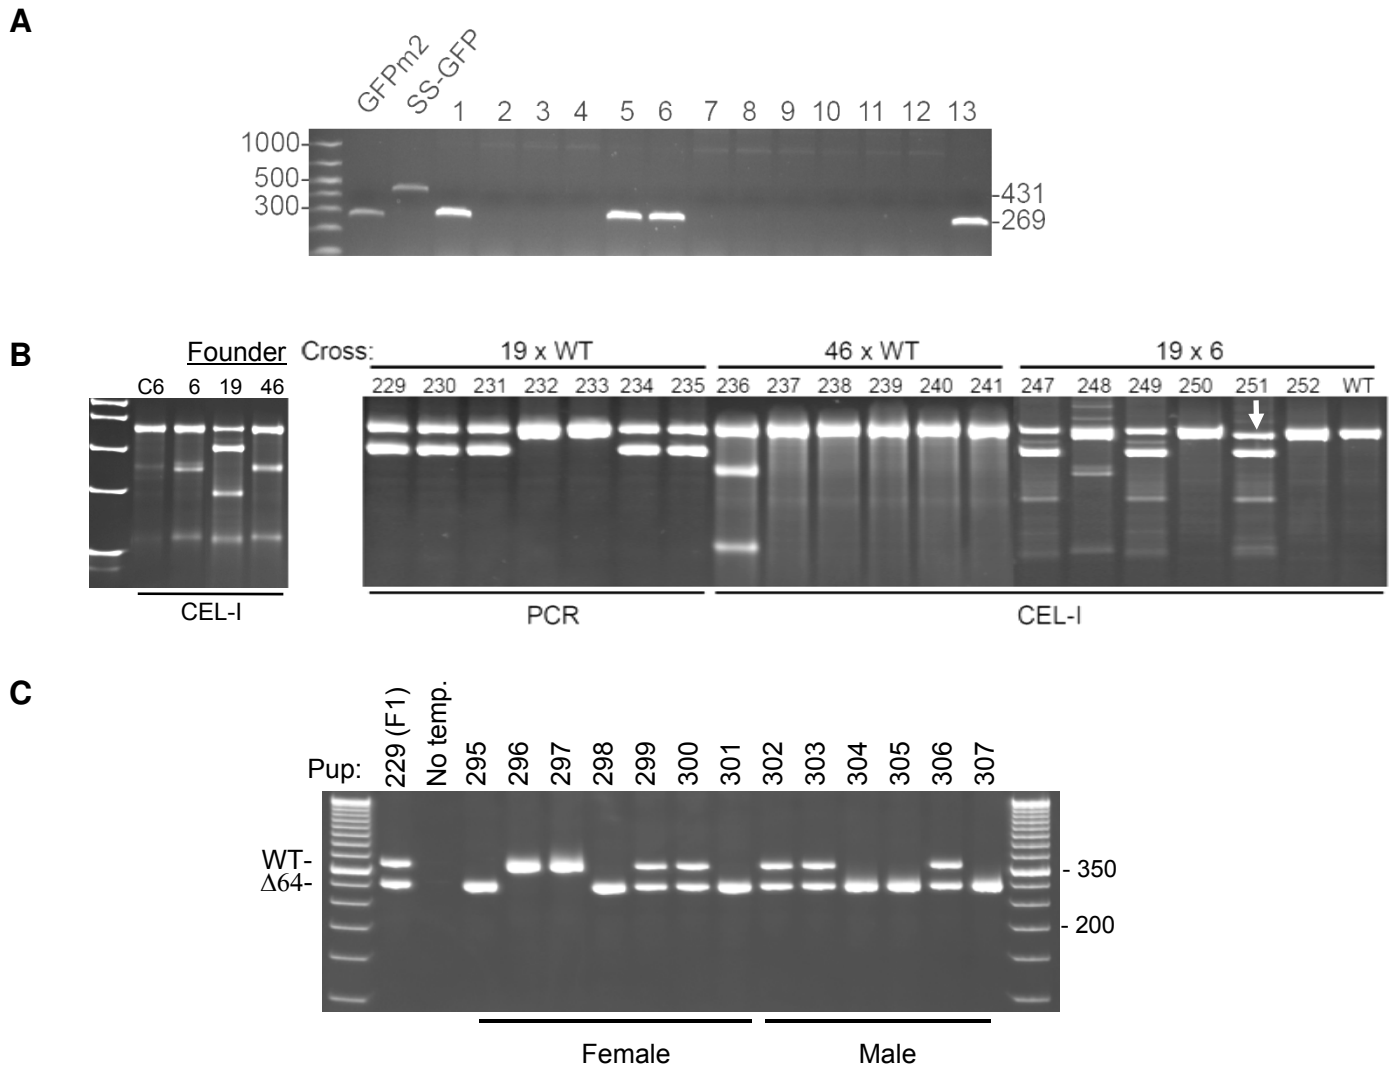 A
GFPm2
SS-GFP
1 2 3 4 5 6 7 8 9 10 11 12 13
1000-
500-
300-
-431
-269
B
Founder
C6 6 19 46
CEL-I
Cross: 19 x WT 46 x WT 19 x 6
229 230 231 232 233 234 235 236 237 238 239 240 241 247 248 249 250 251 252 WT
PCR CEL-I
C
Pup: 229 (F1) No temp. 295 296 297 298 299 300 301 302 303 304 305 306 307
WT-
Δ64-
- 350
- 200
Female Male